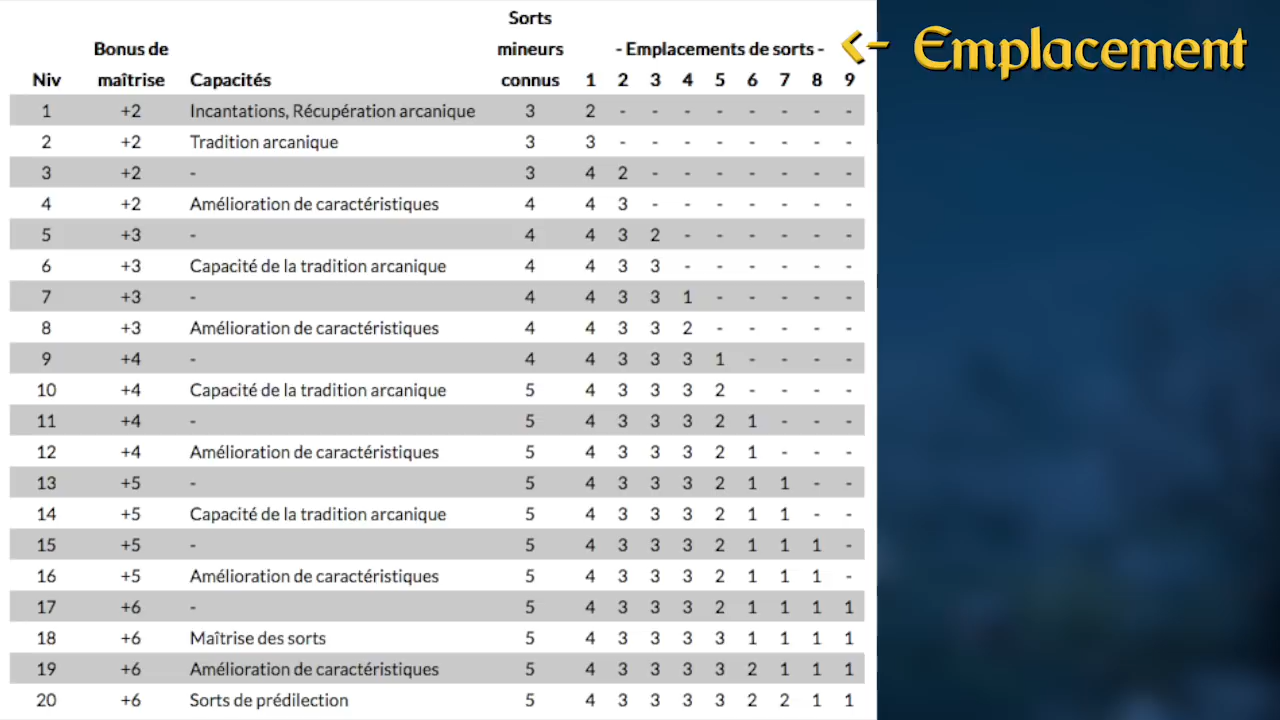 Sorts
Bonus de mineurs - Emplacements de sorts - <- Emplacement
Niv maîtrise Capacités connus 1 2 3 4 5 6 7 8 9
1 +2 Incantations, Récupération arcanique 3 2 - - - - - - - -
2 +2 Tradition arcanique 3 3 - - - - - - - -
3 +2 - 3 4 2 - - - - - - -
4 +2 Amélioration de caractéristiques 4 4 3 - - - - - - -
5 +3 - 4 4 3 2 - - - - - -
6 +3 Capacité de la tradition arcanique 4 4 3 3 - - - - - -
7 +3 - 4 4 3 3 1 - - - - -
8 +3 Amélioration de caractéristiques 4 4 3 3 2 - - - - -
9 +4 - 4 4 3 3 3 1 - - - -
10 +4 Capacité de la tradition arcanique 5 4 3 3 3 2 - - - -
11 +4 - 5 4 3 3 3 2 1 - - -
12 +4 Amélioration de caractéristiques 5 4 3 3 3 2 1 - - -
13 +5 - 5 4 3 3 3 2 1 1 - -
14 +5 Capacité de la tradition arcanique 5 4 3 3 3 2 1 1 - -
15 +5 - 5 4 3 3 3 2 1 1 1 -
16 +5 Amélioration de caractéristiques 5 4 3 3 3 2 1 1 1 -
17 +6 - 5 4 3 3 3 2 1 1 1 1
18 +6 Maîtrise des sorts 5 4 3 3 3 3 1 1 1 1
19 +6 Amélioration de caractéristiques 5 4 3 3 3 3 2 1 1 1
20 +6 Sorts de prédilection 5 4 3 3 3 3 2 2 1 1